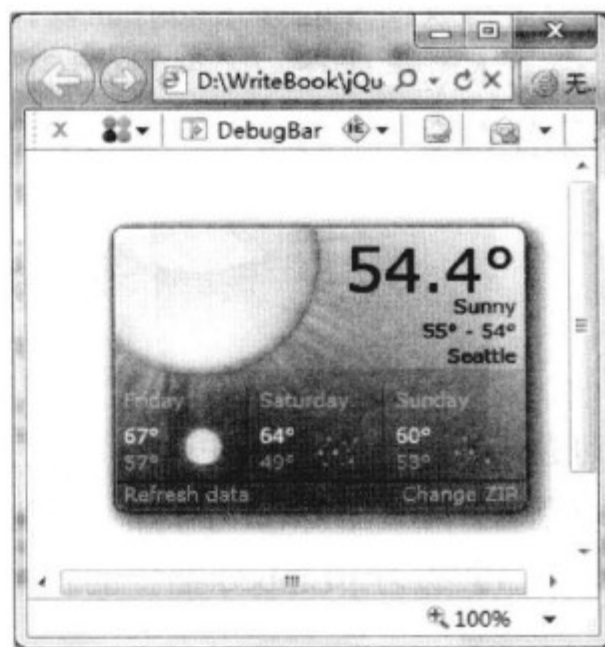 D:\WriteBook\jQu
无...
x DebugBar IE
54.4°
Sunny
55° - 54°
Seattle
Friday Saturday Sunday
67° 64° 60°
57° 49° 53°
Refresh data Change ZIP
100%